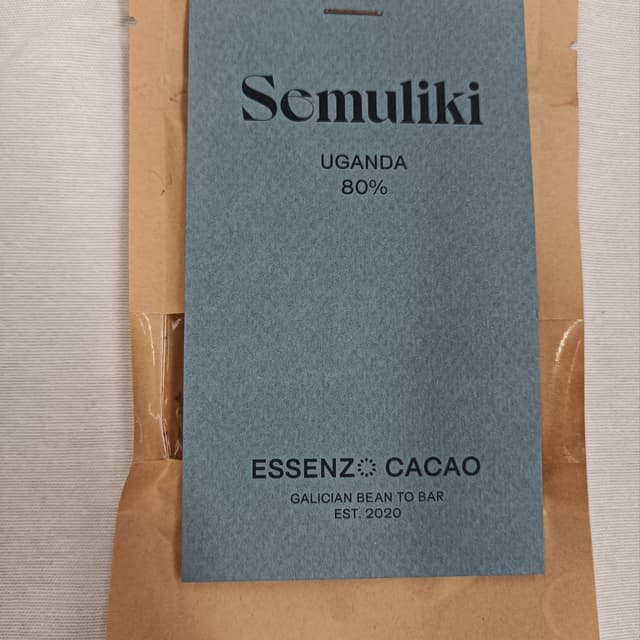 Semuliki
UGANDA
80%
ESSENZO CACAO
GALICIAN BEAN TO BAR
EST. 2020